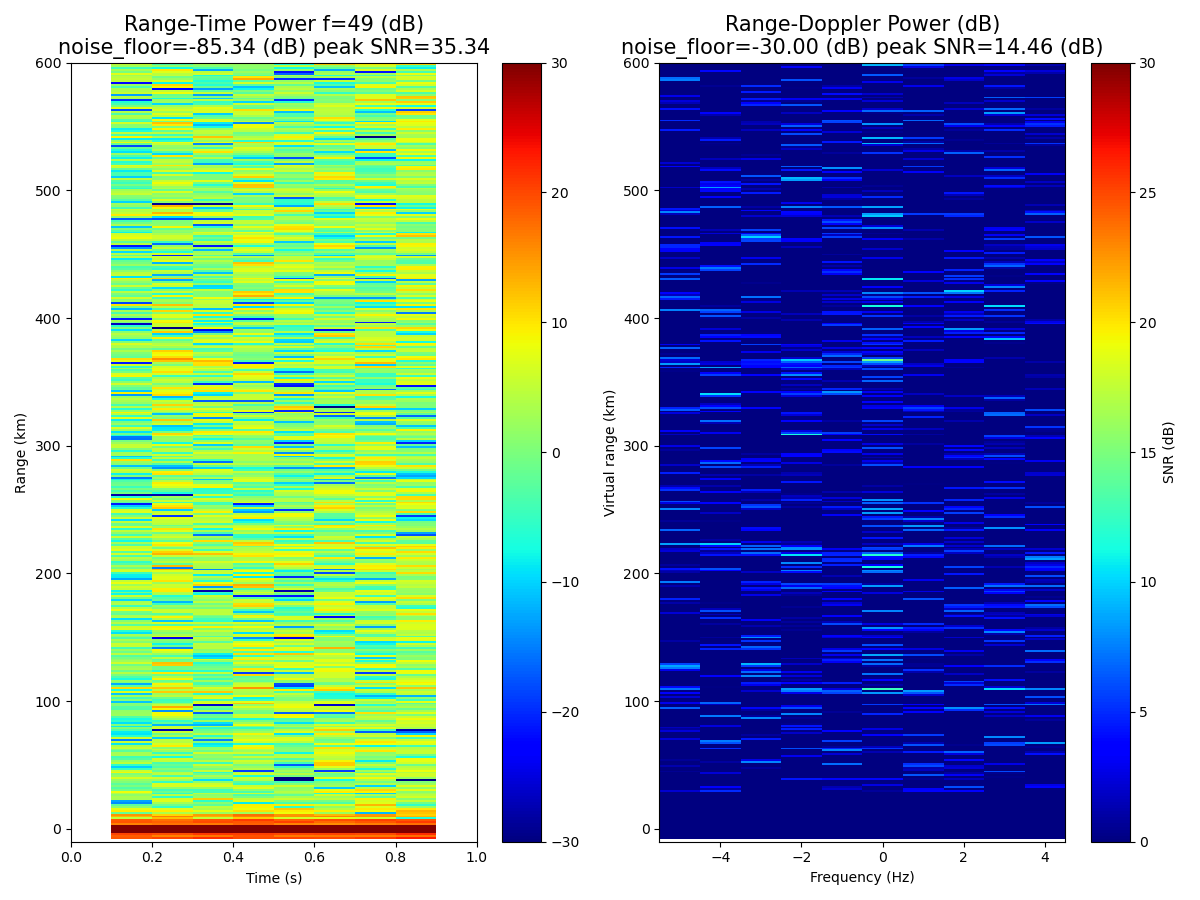 Range-Time Power f=49 (dB)
noise_floor=-85.34 (dB) peak SNR=35.34
Range (km)
600
500
400
300
200
100
0
0.0 0.2 0.4 0.6 0.8 1.0
Time (s)
30
20
10
0
−10
−20
−30
Range-Doppler Power (dB)
noise_floor=-30.00 (dB) peak SNR=14.46 (dB)
Virtual range (km)
600
500
400
300
200
100
0
−4 −2 0 2 4
Frequency (Hz)
30
25
20
15
10
5
0
SNR (dB)